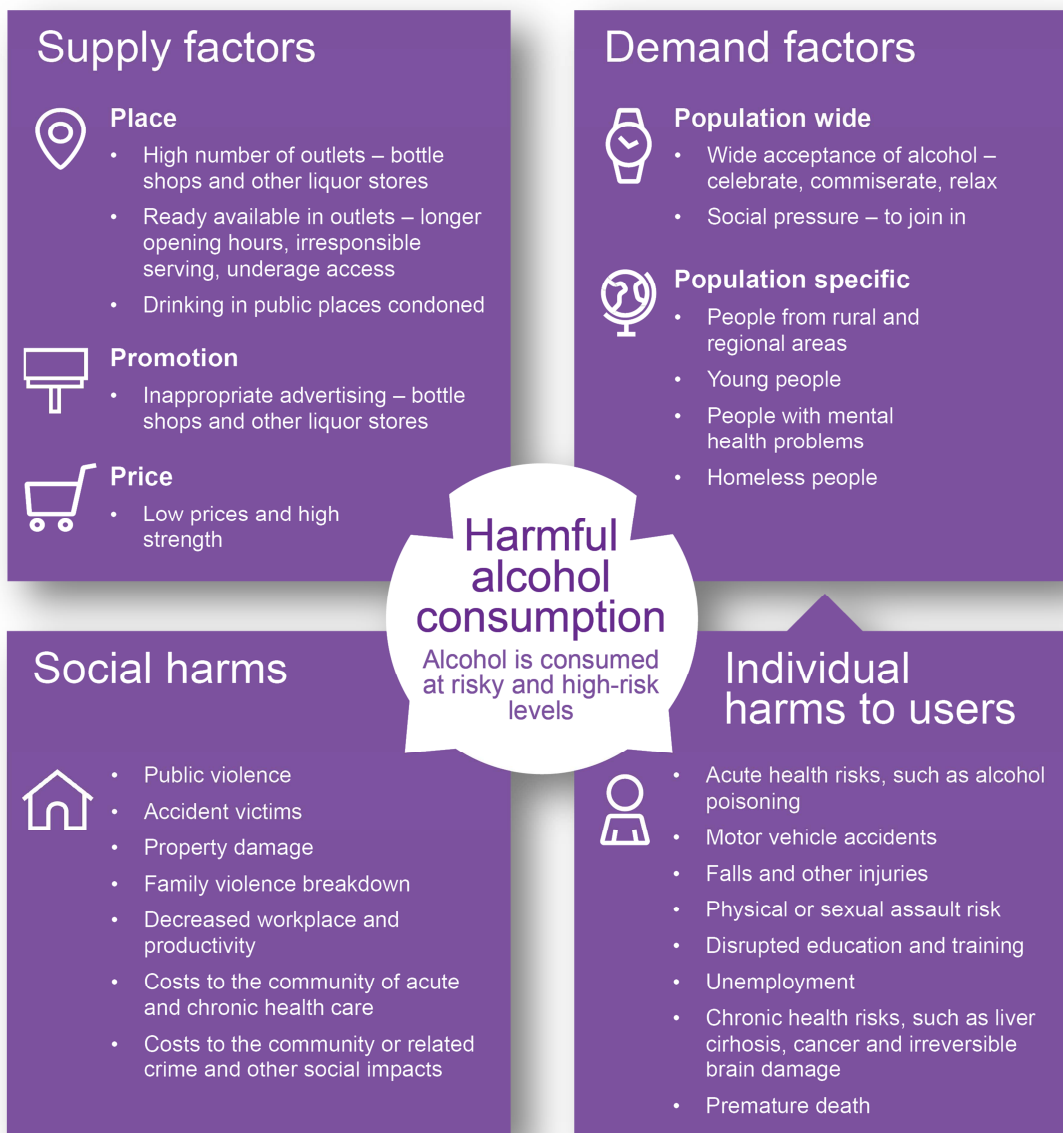 Supply factors
Place
• High number of outlets – bottle
shops and other liquor stores
• Ready available in outlets – longer
opening hours, irresponsible
serving, underage access
• Drinking in public places condoned
Promotion
• Inappropriate advertising – bottle
shops and other liquor stores
Price
• Low prices and high
strength
Demand factors
Population wide
• Wide acceptance of alcohol –
celebrate, commiserate, relax
• Social pressure – to join in
Population specific
• People from rural and
regional areas
• Young people
• People with mental
health problems
• Homeless people
Harmful
alcohol
consumption
Alcohol is consumed
at risky and high-risk
levels
Social harms
• Public violence
• Accident victims
• Property damage
• Family violence breakdown
• Decreased workplace and
productivity
• Costs to the community of acute
and chronic health care
• Costs to the community or related
crime and other social impacts
Individual
harms to users
• Acute health risks, such as alcohol
poisoning
• Motor vehicle accidents
• Falls and other injuries
• Physical or sexual assault risk
• Disrupted education and training
• Unemployment
• Chronic health risks, such as liver
cirhosis, cancer and irreversible
brain damage
• Premature death